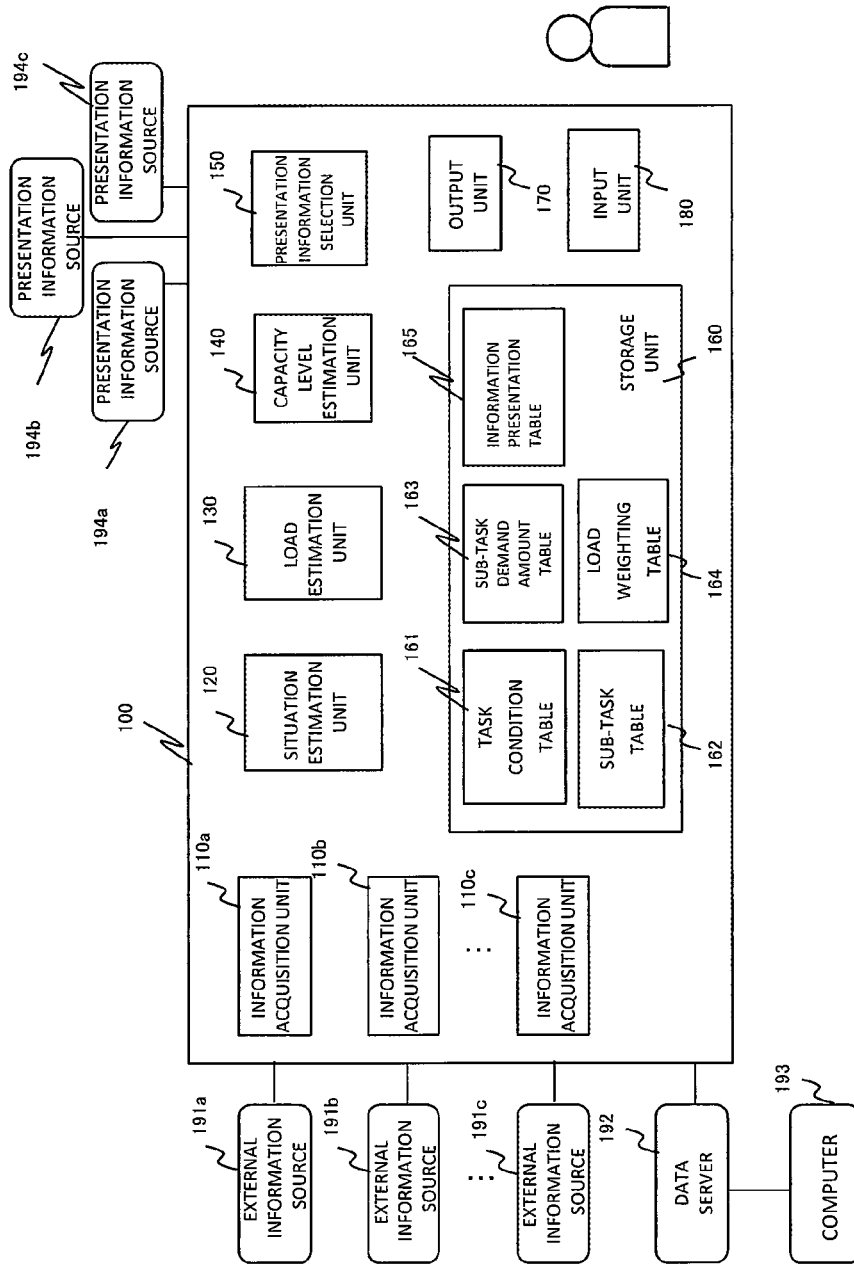 194b
PRESENTATION
INFORMATION
SOURCE
194a
PRESENTATION
INFORMATION
SOURCE
194c
PRESENTATION
INFORMATION
SOURCE
100
191a
EXTERNAL
INFORMATION
SOURCE
191b
EXTERNAL
INFORMATION
SOURCE
...
191c
EXTERNAL
INFORMATION
SOURCE
192
DATA
SERVER
193
COMPUTER
110a
INFORMATION
ACQUISITION UNIT
110b
INFORMATION
ACQUISITION UNIT
...
110c
INFORMATION
ACQUISITION UNIT
120
SITUATION
ESTIMATION
UNIT
130
LOAD
ESTIMATION
UNIT
140
CAPACITY
LEVEL
ESTIMATION
UNIT
150
PRESENTATION
INFORMATION
SELECTION
UNIT
161
TASK
CONDITION
TABLE
163
SUB-TASK
DEMAND
AMOUNT
TABLE
165
INFORMATION
PRESENTATION
TABLE
SUB-TASK
TABLE
162
LOAD
WEIGHTING
TABLE
164
STORAGE
UNIT
160
OUTPUT
UNIT
170
INPUT
UNIT
180